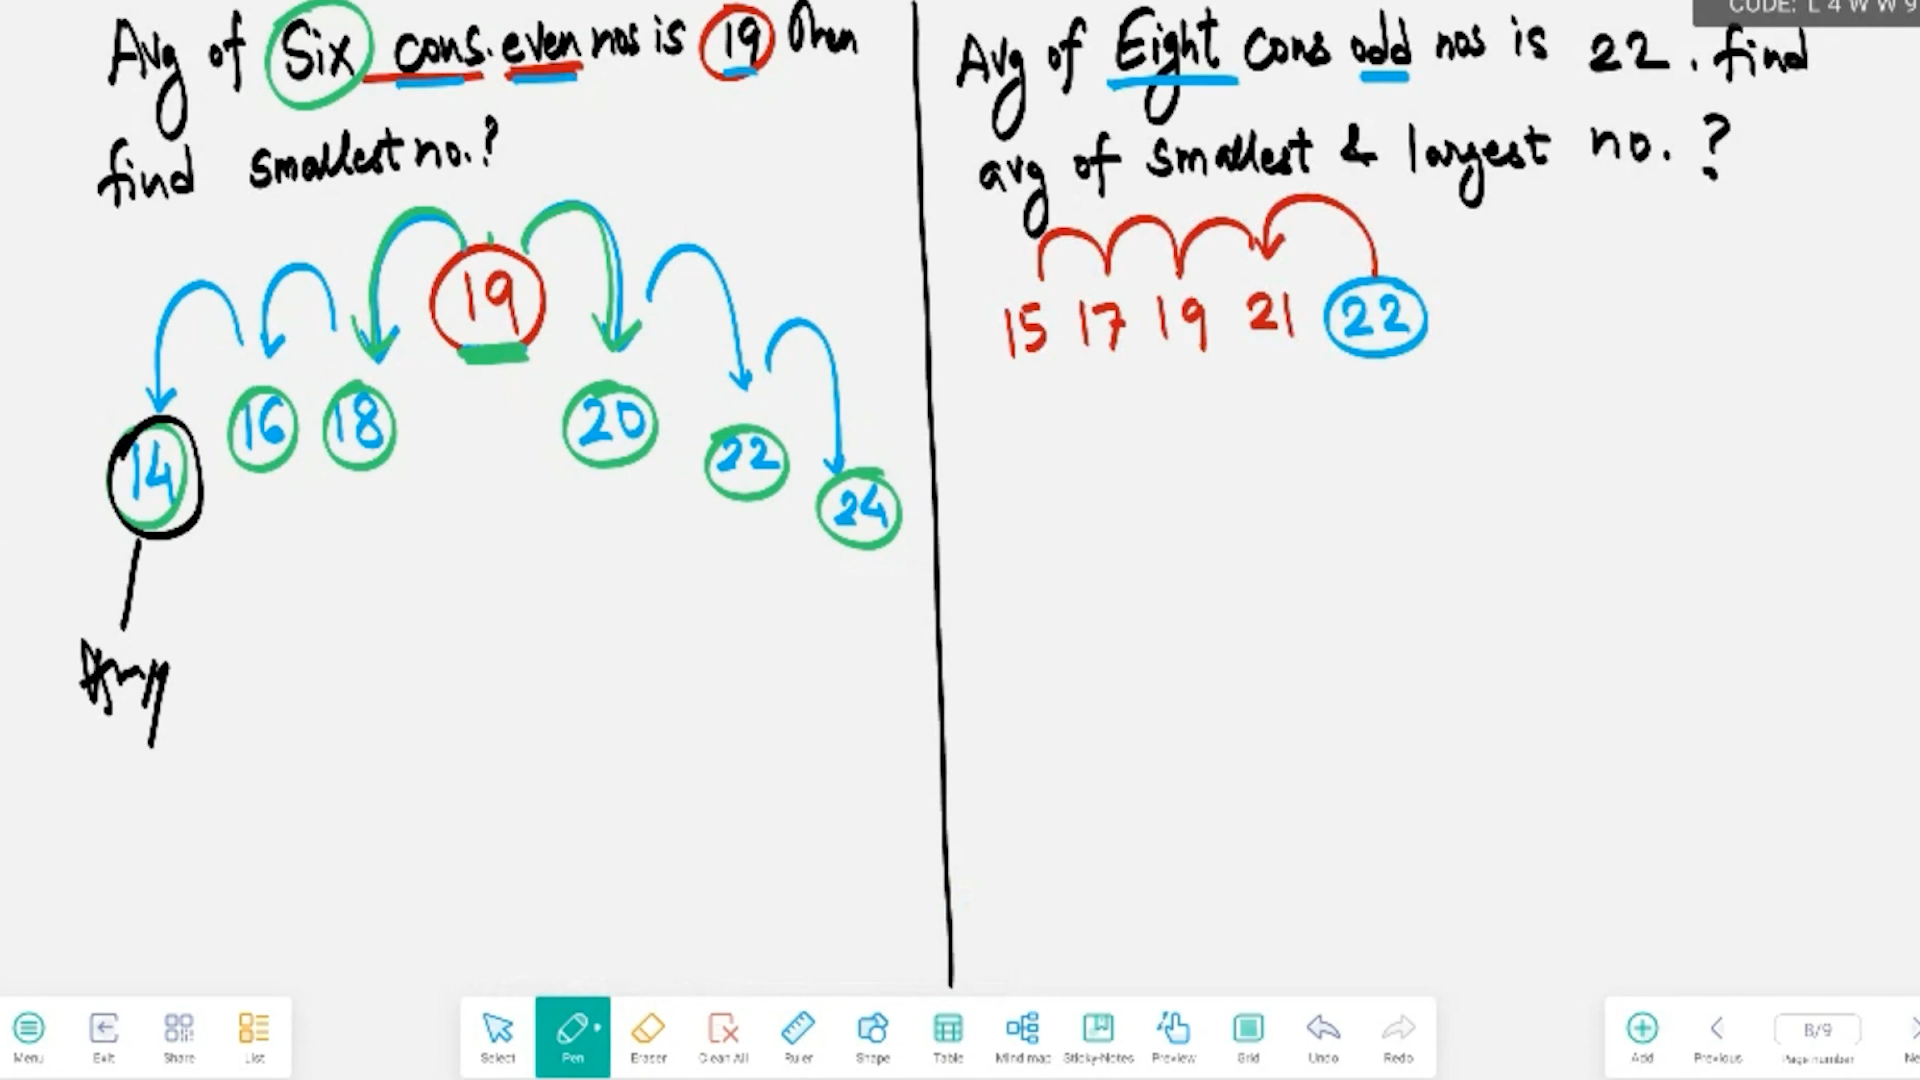 CODE: L 4 W W 9
Avg of Six cons. even nos is 19 then
find smallest no.?
19
14 16 18 20 22 24
Avg of Eight cons odd nos is 22. find
avg of smallest & largest no. ?
15 17 19 21 22
Menu Exit Share List Select Pen Eraser Clean All Ruler Shape Table Mind map Sticky-Notes Preview Grid Undo Redo Add Previous Page number
8/9